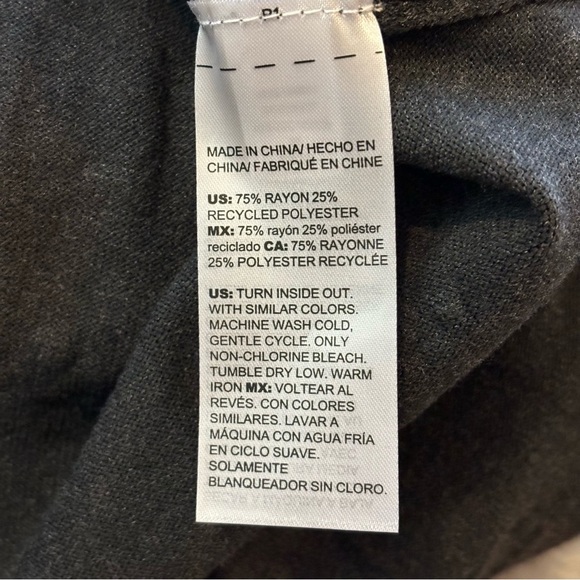 MADE IN CHINA/ HECHO EN
CHINA/ FABRIQUÉ EN CHINE
US: 75% RAYON 25%
RECYCLED POLYESTER
MX: 75% rayón 25% poliéster
reciclado CA: 75% RAYONNE
25% POLYESTER RECYCLÉE
US: TURN INSIDE OUT.
WITH SIMILAR COLORS.
MACHINE WASH COLD,
GENTLE CYCLE. ONLY
NON-CHLORINE BLEACH.
TUMBLE DRY LOW. WARM
IRON MX: VOLTEAR AL
REVÉS. CON COLORES
SIMILARES. LAVAR A
MÁQUINA CON AGUA FRÍA
EN CICLO SUAVE.
SOLAMENTE
BLANQUEADOR SIN CLORO.